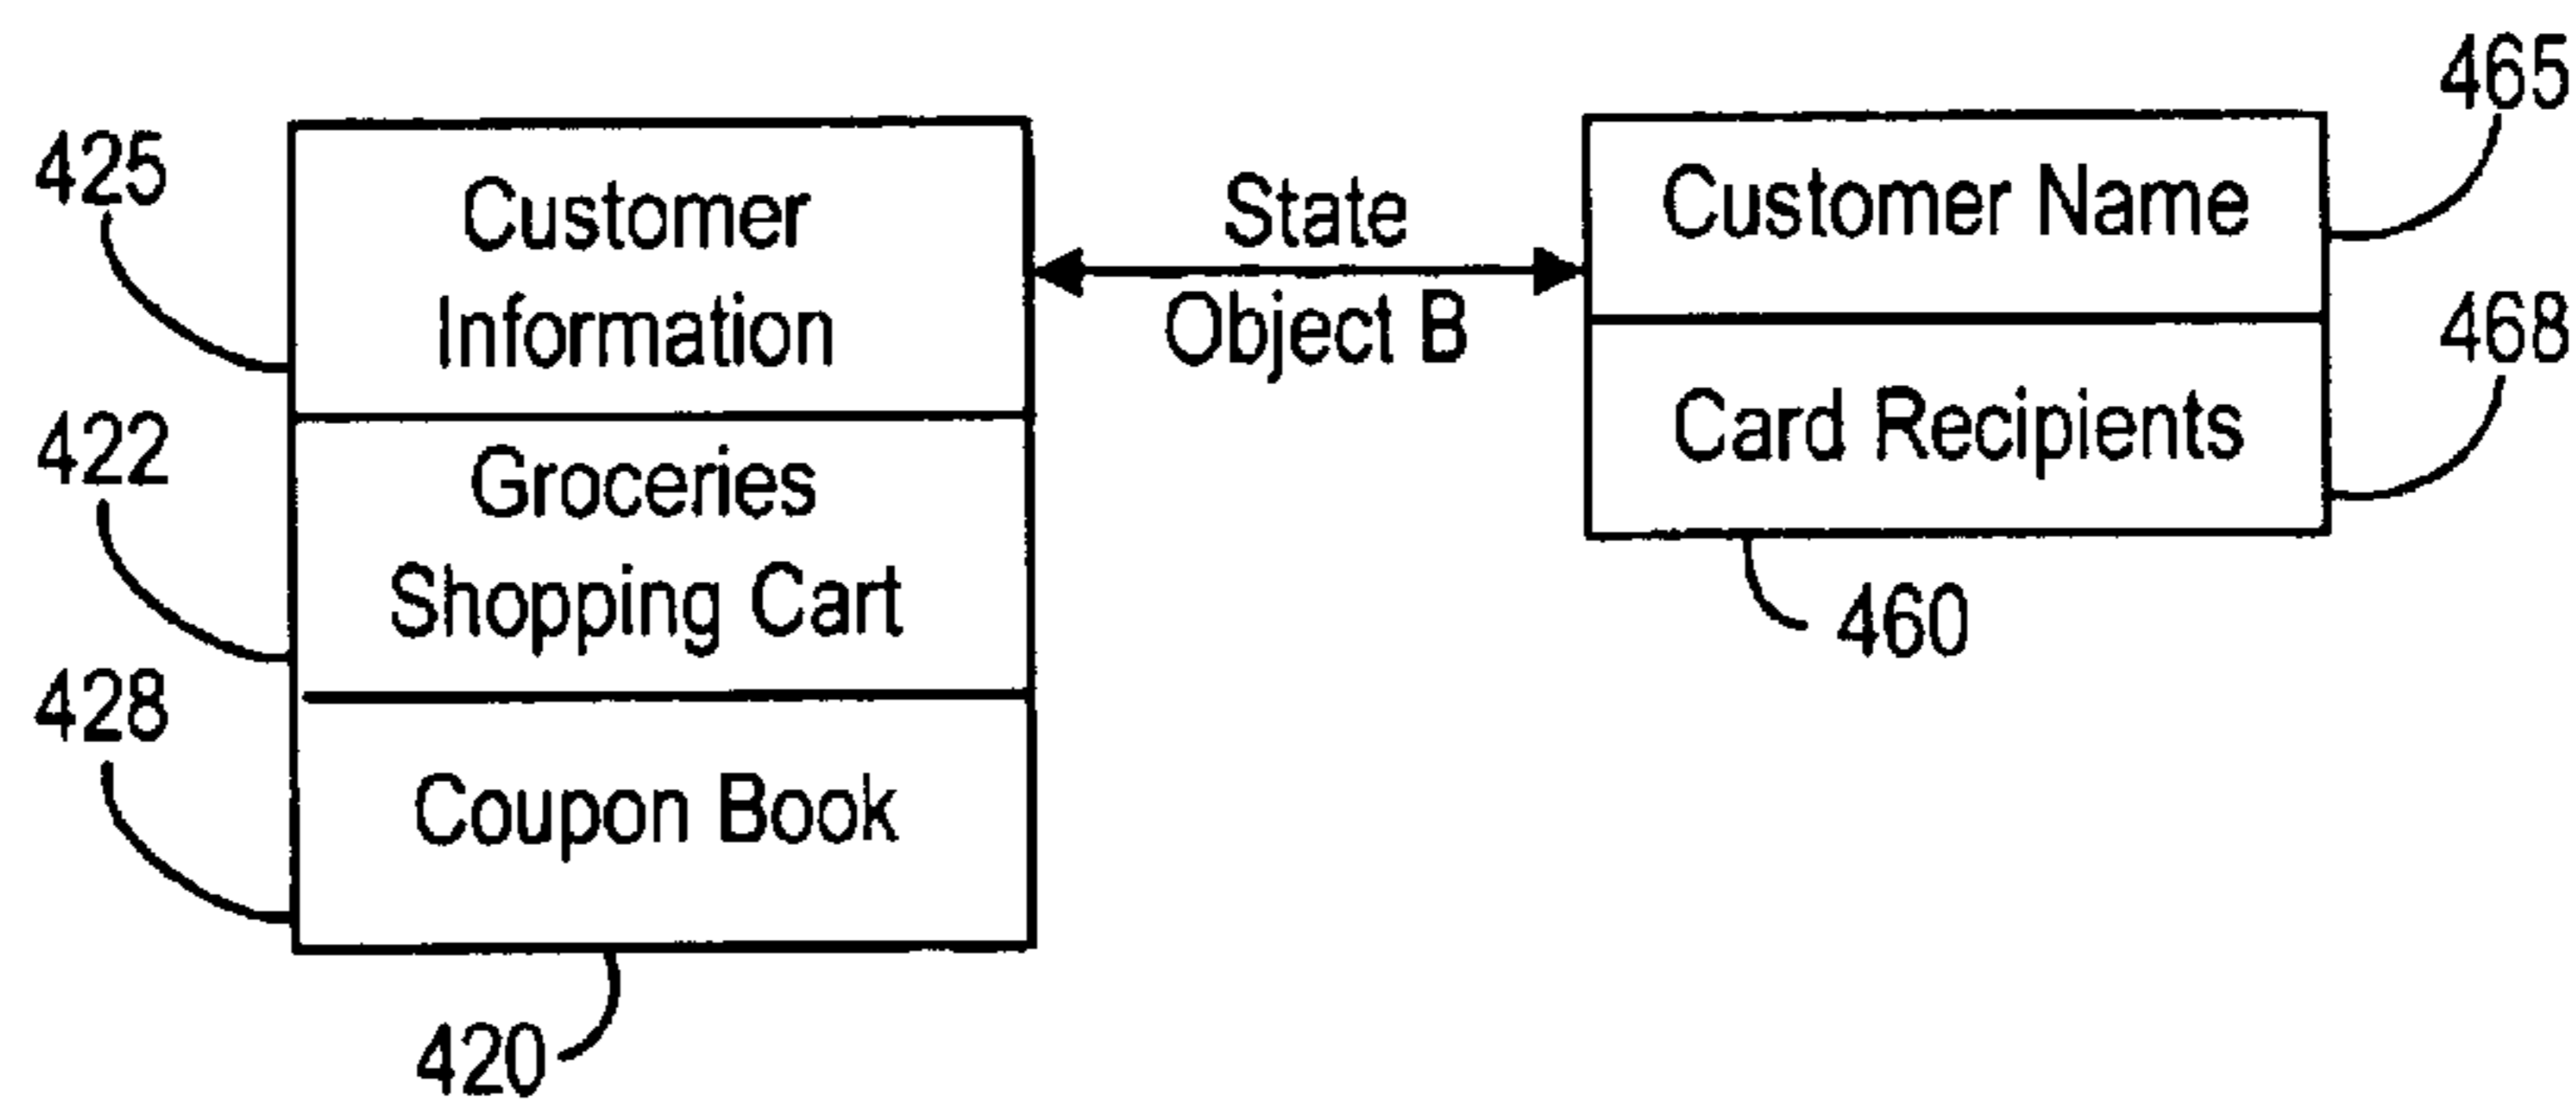 465
425
Customer
Information
State
Object B
Customer Name
468
422
Groceries
Shopping Cart
Card Recipients
460
428
Coupon Book
420